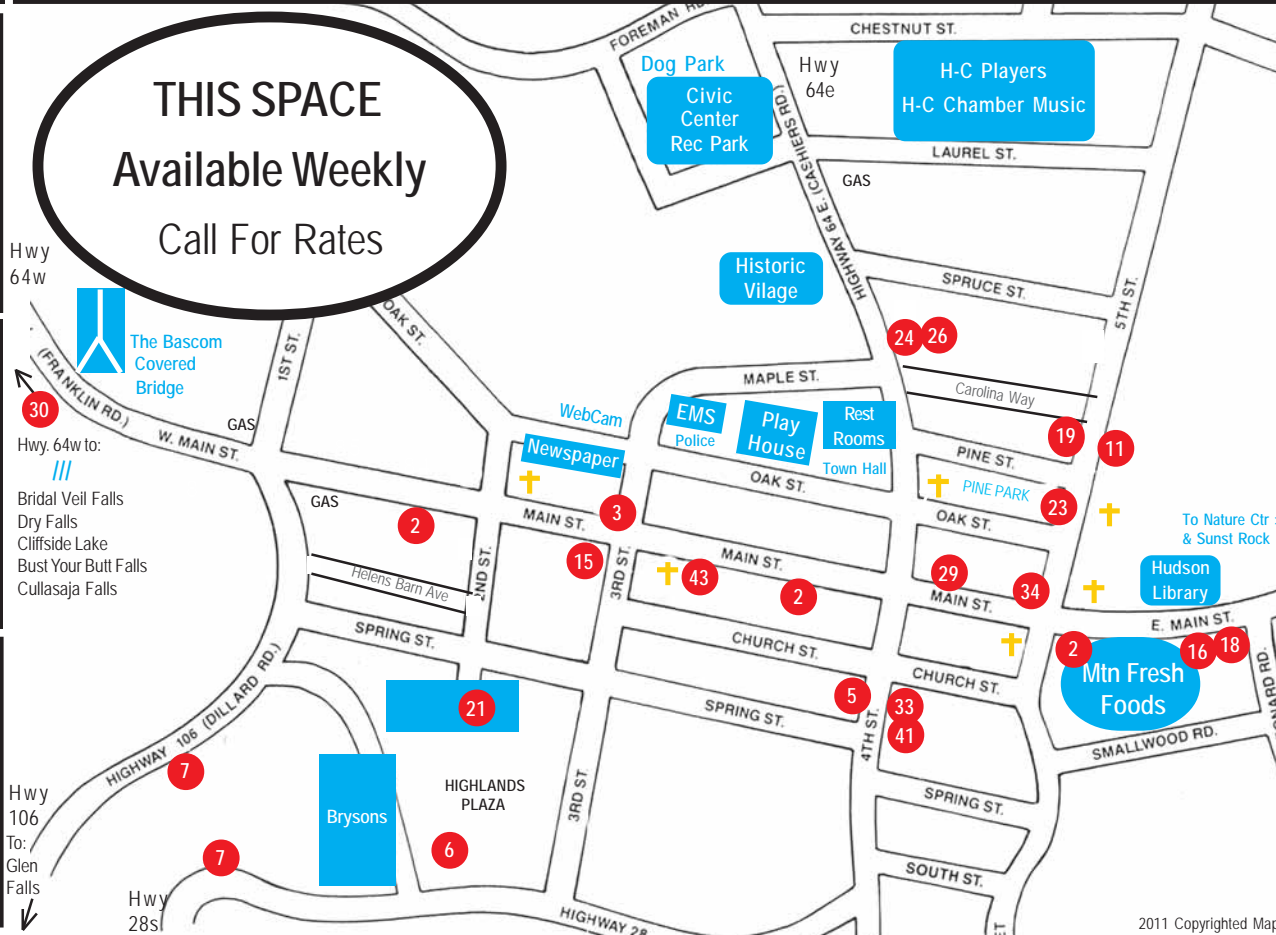 THIS SPACE
Available Weekly
Call For Rates
FOREMAN RD.
CHESTNUT ST.
Dog Park
Civic
Center
Rec Park
Hwy
64e
H-C Players
H-C Chamber Music
LAUREL ST.
GAS
HIGHWAY 64 E. (CASHIERS RD.)
Historic
Vilage
SPRUCE ST.
5TH ST.
24
26
Carolina Way
19
11
PINE ST.
PINE PARK
23
OAK ST.
To Nature Ctr
& Sunst Rock
Hudson
Library
Hwy
64w
The Bascom
Covered
Bridge
(FRANKLIN RD.)
30
W. MAIN ST.
GAS
1ST ST.
OAK ST.
Hwy. 64w to:
Bridal Veil Falls
Dry Falls
Cliffside Lake
Bust Your Butt Falls
Cullasaja Falls
MAPLE ST.
WebCam
Newspaper
EMS
Police
Play
House
Rest
Rooms
Town Hall
OAK ST.
GAS
2
MAIN ST.
3
15
2ND ST.
3RD ST.
Helens Barn Ave
43
MAIN ST.
2
29
34
MAIN ST.
E. MAIN ST.
2
16
18
Mtn Fresh
Foods
SMALLWOOD RD.
SPRING ST.
CHURCH ST.
CHURCH ST.
5
33
41
4TH ST.
SPRING ST.
SPRING ST.
21
HIGHWAY 106 (DILLARD RD.)
7
Hwy
106
To:
Glen
Falls
7
Brysons
HIGHLANDS
PLAZA
6
3RD ST.
SOUTH ST.
Hwy
28s
HIGHWAY 28
2011 Copyrighted Map